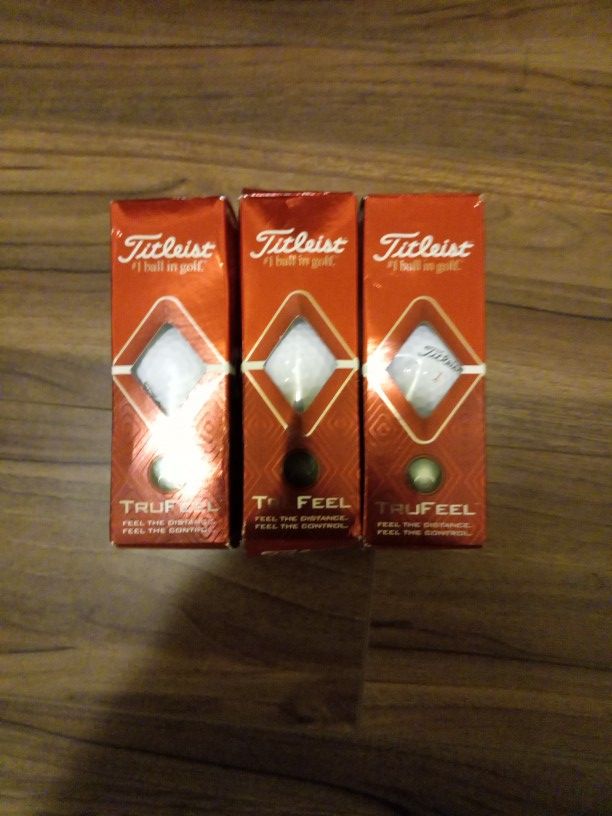 Titleist
#1 ball in golf.
TRUFEEL
FEEL THE DISTANCE.
FEEL THE CONTROL.
Titleist
#1 ball in golf.
TRUFEEL
FEEL THE DISTANCE.
FEEL THE CONTROL.
Titleist
#1 ball in golf.
Titleist
TRUFEEL
FEEL THE DISTANCE.
FEEL THE CONTROL.